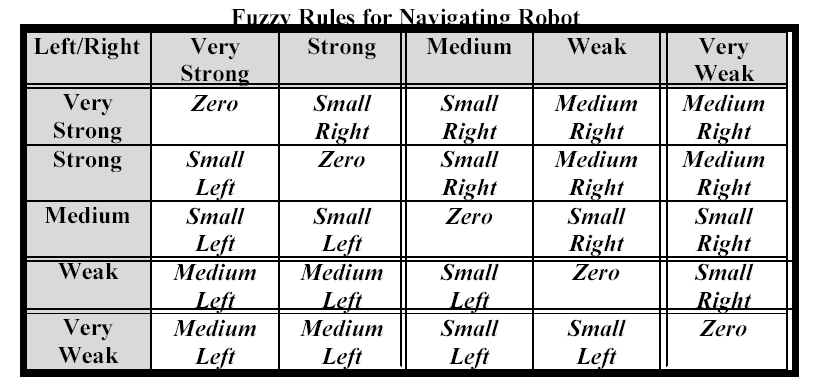 Fuzzy Rules for Navigating Robot
Left/Right Very Strong Medium Weak Very
Strong Weak
Very Zero Small Small Medium Medium
Strong Right Right Right Right
Strong Small Zero Small Medium Medium
Left Right Right Right
Medium Small Small Zero Small Small
Left Left Right Right
Weak Medium Medium Small Zero Small
Left Left Left Right
Very Medium Medium Small Small Zero
Weak Left Left Left Left